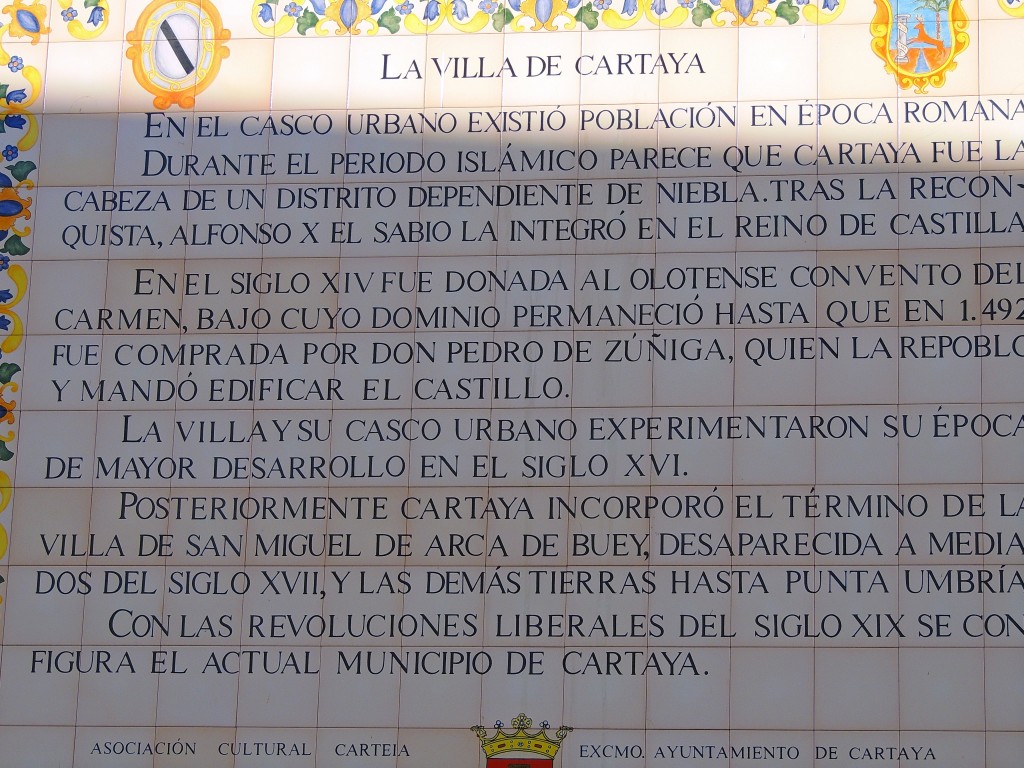 LA VILLA DE CARTAYA
EN EL CASCO URBANO EXISTIÓ POBLACIÓN EN ÉPOCA ROMANA
DURANTE EL PERIODO ISLÁMICO PARECE QUE CARTAYA FUE LA
CABEZA DE UN DISTRITO DEPENDIENTE DE NIEBLA. TRAS LA RECON-
QUISTA, ALFONSO X EL SABIO LA INTEGRÓ EN EL REINO DE CASTILLA
EN EL SIGLO XIV FUE DONADA AL OLOTENSE CONVENTO DEL
CARMEN, BAJO CUYO DOMINIO PERMANECIÓ HASTA QUE EN 1.492
FUE COMPRADA POR DON PEDRO DE ZÚÑIGA, QUIEN LA REPOBLO
Y MANDÓ EDIFICAR EL CASTILLO.
LA VILLA Y SU CASCO URBANO EXPERIMENTARON SU ÉPOCA
DE MAYOR DESARROLLO EN EL SIGLO XVI.
POSTERIORMENTE CARTAYA INCORPORÓ EL TÉRMINO DE LA
VILLA DE SAN MIGUEL DE ARCA DE BUEY, DESAPARECIDA A MEDIA
DOS DEL SIGLO XVII, Y LAS DEMÁS TIERRAS HASTA PUNTA UMBRÍA
CON LAS REVOLUCIONES LIBERALES DEL SIGLO XIX SE CON
FIGURA EL ACTUAL MUNICIPIO DE CARTAYA.
ASOCIACIÓN CULTURAL CARTEIA EXCMO. AYUNTAMIENTO DE CARTAYA